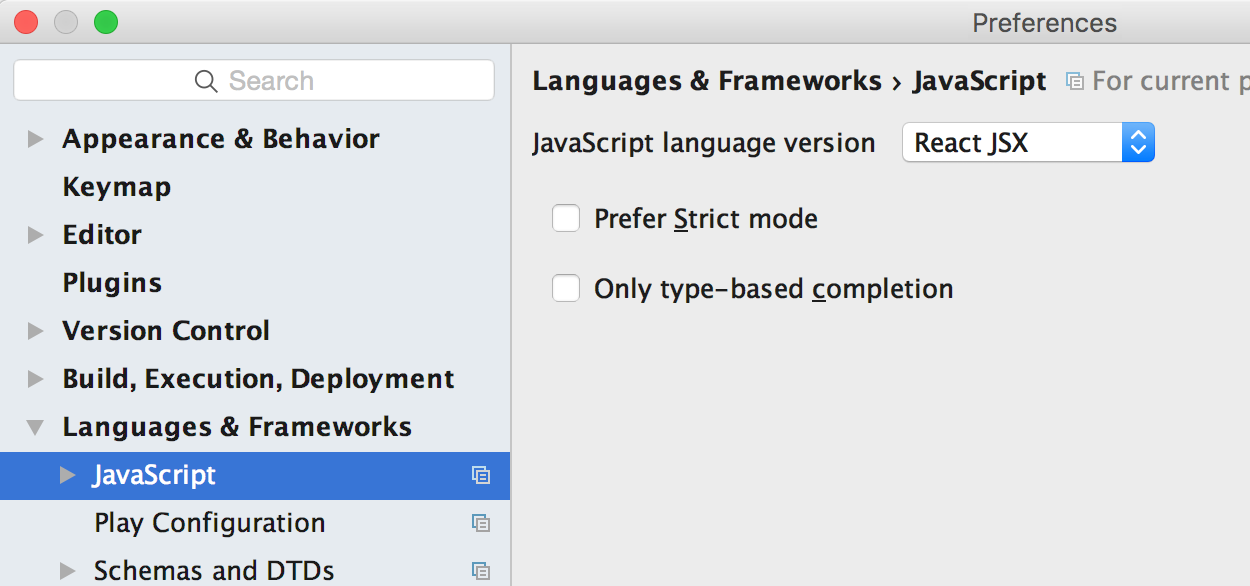 Preferences
Search
Appearance & Behavior
Keymap
Editor
Plugins
Version Control
Build, Execution, Deployment
Languages & Frameworks
JavaScript
Play Configuration
Schemas and DTDs
Languages & Frameworks › JavaScript For current p
JavaScript language version React JSX
Prefer Strict mode
Only type-based completion